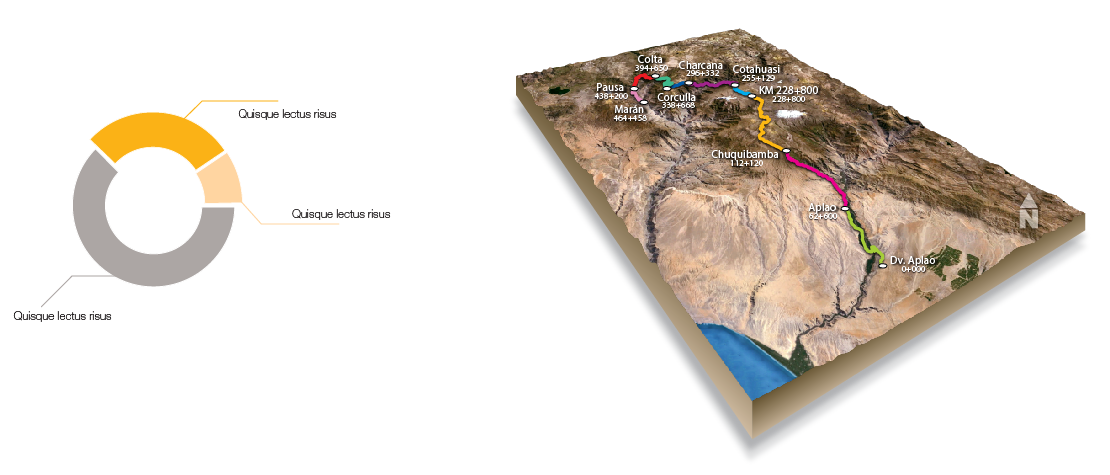 Quisque lectus risus
Quisque lectus risus
Quisque lectus risus
Colta
394+850
Charcana
296+332
Cotahuasi
255+129
Pausa
438+200
Corculla
338+668
KM 228+800
228+800
Marán
464+458
Chuquibamba
112+120
Aplao
62+600
N
Dv. Aplao
0+000